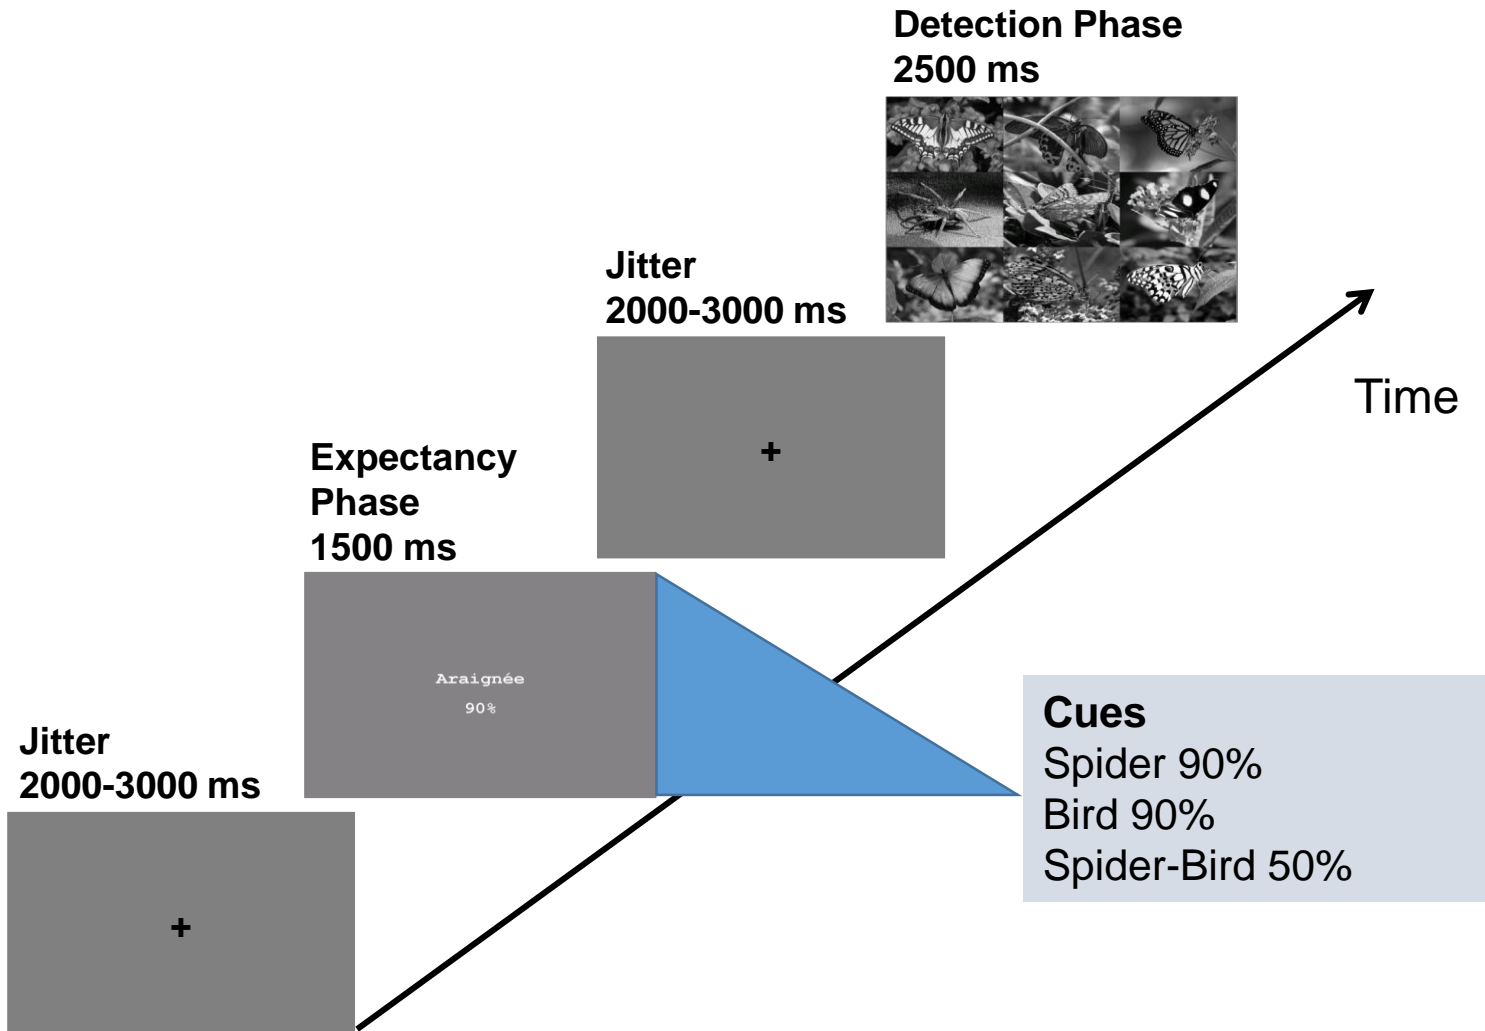 Detection Phase
2500 ms
Jitter
2000-3000 ms
Time
Expectancy
Phase
1500 ms
+
Araignée
90%
Cues
Spider 90%
Bird 90%
Spider-Bird 50%
Jitter
2000-3000 ms
+